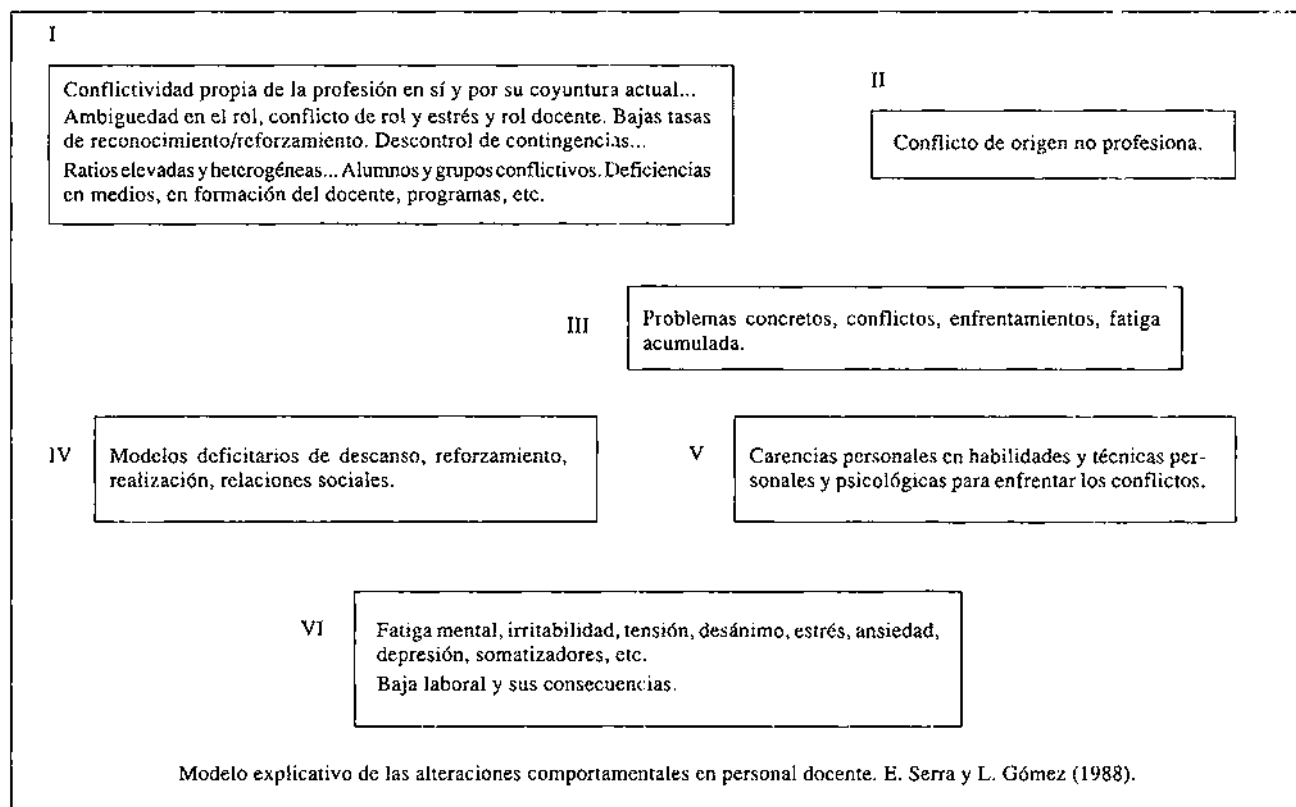 I
Conflictividad propia de la profesión en sí y por su coyuntura actual...
Ambiguedad en el rol, conflicto de rol y estrés y rol docente. Bajas tasas
de reconocimiento/reforzamiento. Descontrol de contingencias...
Ratios elevadas y heterogéneas... Alumnos y grupos conflictivos. Deficiencias
en medios, en formación del docente, programas, etc.
II
Conflicto de origen no profesiona.
III
Problemas concretos, conflictos, enfrentamientos, fatiga
acumulada.
IV
Modelos deficitarios de descanso, reforzamiento,
realización, relaciones sociales.
V
Carencias personales en habilidades y técnicas per-
sonales y psicológicas para enfrentar los conflictos.
VI
Fatiga mental, irritabilidad, tensión, desánimo, estrés, ansiedad,
depresión, somatizadores, etc.
Baja laboral y sus consecuencias.
Modelo explicativo de las alteraciones comportamentales en personal docente. E. Serra y L. Gómez (1988).